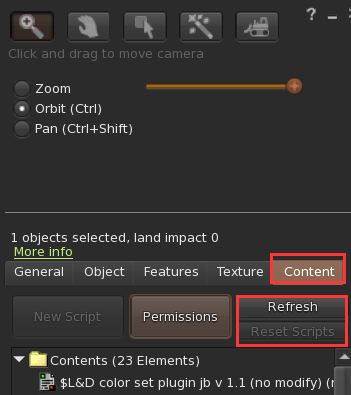 ?
Click and drag to move camera
Zoom
Orbit (Ctrl)
Pan (Ctrl+Shift)
1 objects selected, land impact 0
More info
General Object Features Texture Content
New Script Permissions Refresh
Reset Scripts
Contents (23 Elements)
$L&D color set plugin jb v 1.1 (no modify) (